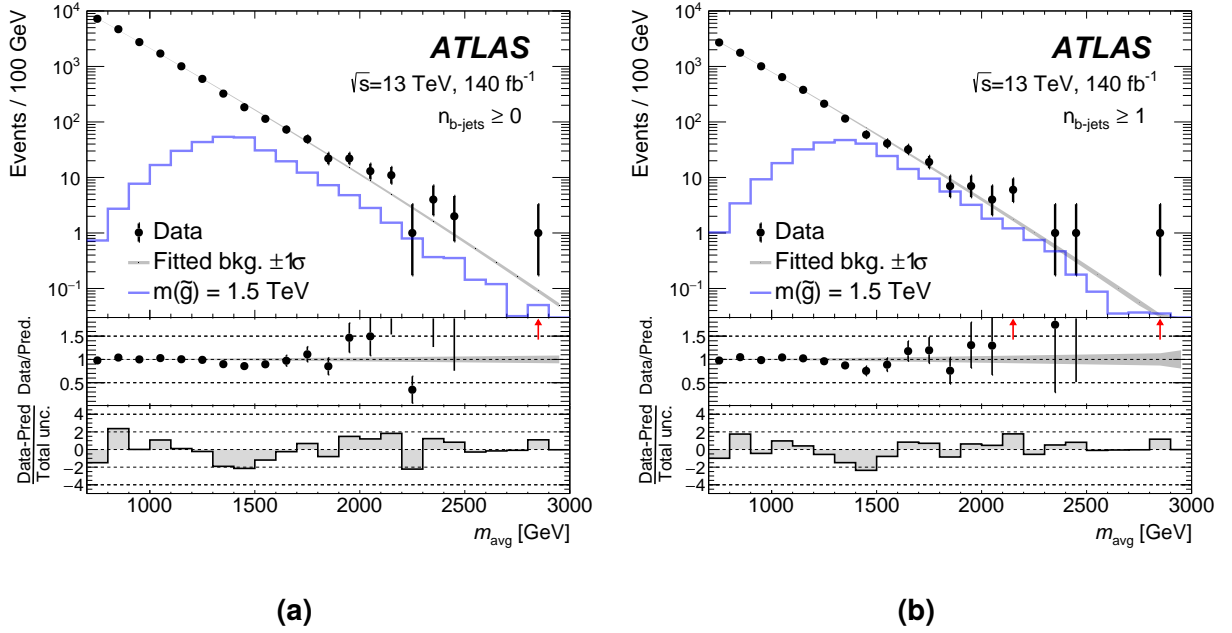 10⁴
10³
10²
10
1
10⁻¹
Events / 100 GeV
ATLAS
√s=13 TeV, 140 fb⁻¹
n_b-jets ≥ 0
Data
Fitted bkg. ±1σ
m(g̃) = 1.5 TeV
1.5
1
0.5
Data/Pred.
4
2
0
−2
−4
Data-Pred
Total unc.
1000 1500 2000 2500 3000
m_avg [GeV]
(a)
10⁴
10³
10²
10
1
10⁻¹
Events / 100 GeV
ATLAS
√s=13 TeV, 140 fb⁻¹
n_b-jets ≥ 1
Data
Fitted bkg. ±1σ
m(g̃) = 1.5 TeV
1.5
1
0.5
Data/Pred.
4
2
0
−2
−4
Data-Pred
Total unc.
1000 1500 2000 2500 3000
m_avg [GeV]
(b)